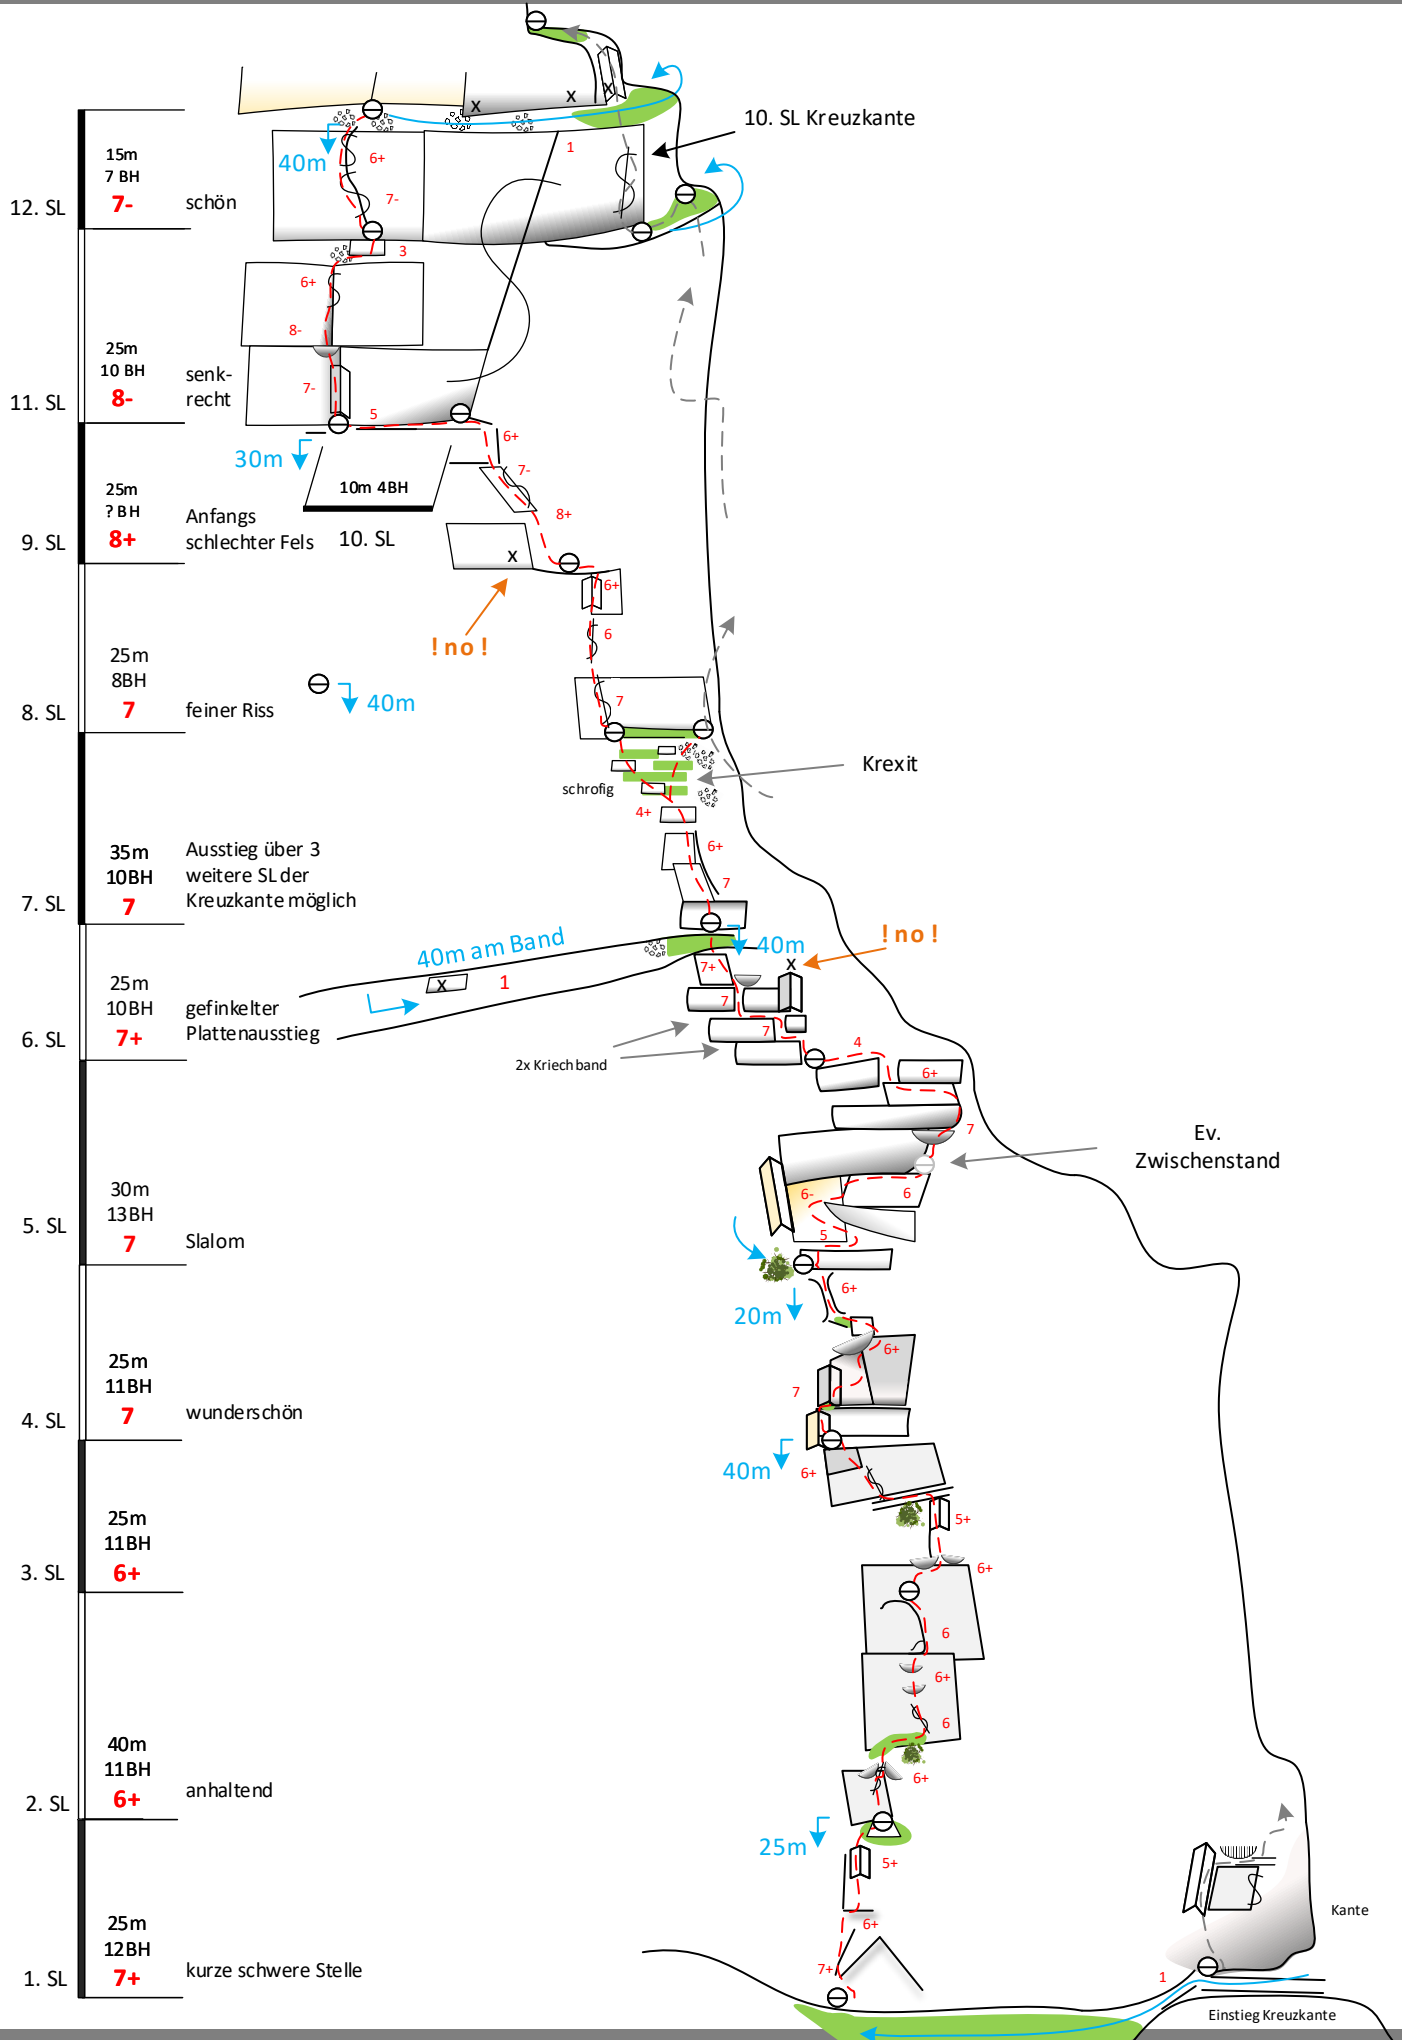 10. SL Kreuzkante
15m
7 BH
7-
12. SL
schön
40m
6+
7-
1
X
X
X
3
6+
8-
7-
5
25m
10 BH
8-
11. SL
senk-
recht
30m
10m 4BH
10. SL
6+
7-
8+
25m
? BH
8+
9. SL
Anfangs
schlechter Fels
X
! no !
6+
6
7
25m
8BH
7
8. SL
feiner Riss
40m
Krexit
schrofig
4+
6+
7
35m
10BH
7
7. SL
Ausstieg über 3
weitere SL der
Kreuzkante möglich
40m am Band
X
1
40m
! no !
X
7+
7
7
25m
10BH
7+
6. SL
gefinkelter
Plattenausstieg
2x Kriechband
4
6+
7
Ev.
Zwischenstand
6-
6
5
30m
13BH
7
5. SL
Slalom
20m
6+
6+
7
25m
11BH
7
4. SL
wunderschön
40m
6+
5+
6+
25m
11BH
6+
3. SL
6
6+
6
6+
40m
11BH
6+
2. SL
anhaltend
25m
5+
6+
7+
25m
12BH
7+
1. SL
kurze schwere Stelle
Kante
1
Einstieg Kreuzkante